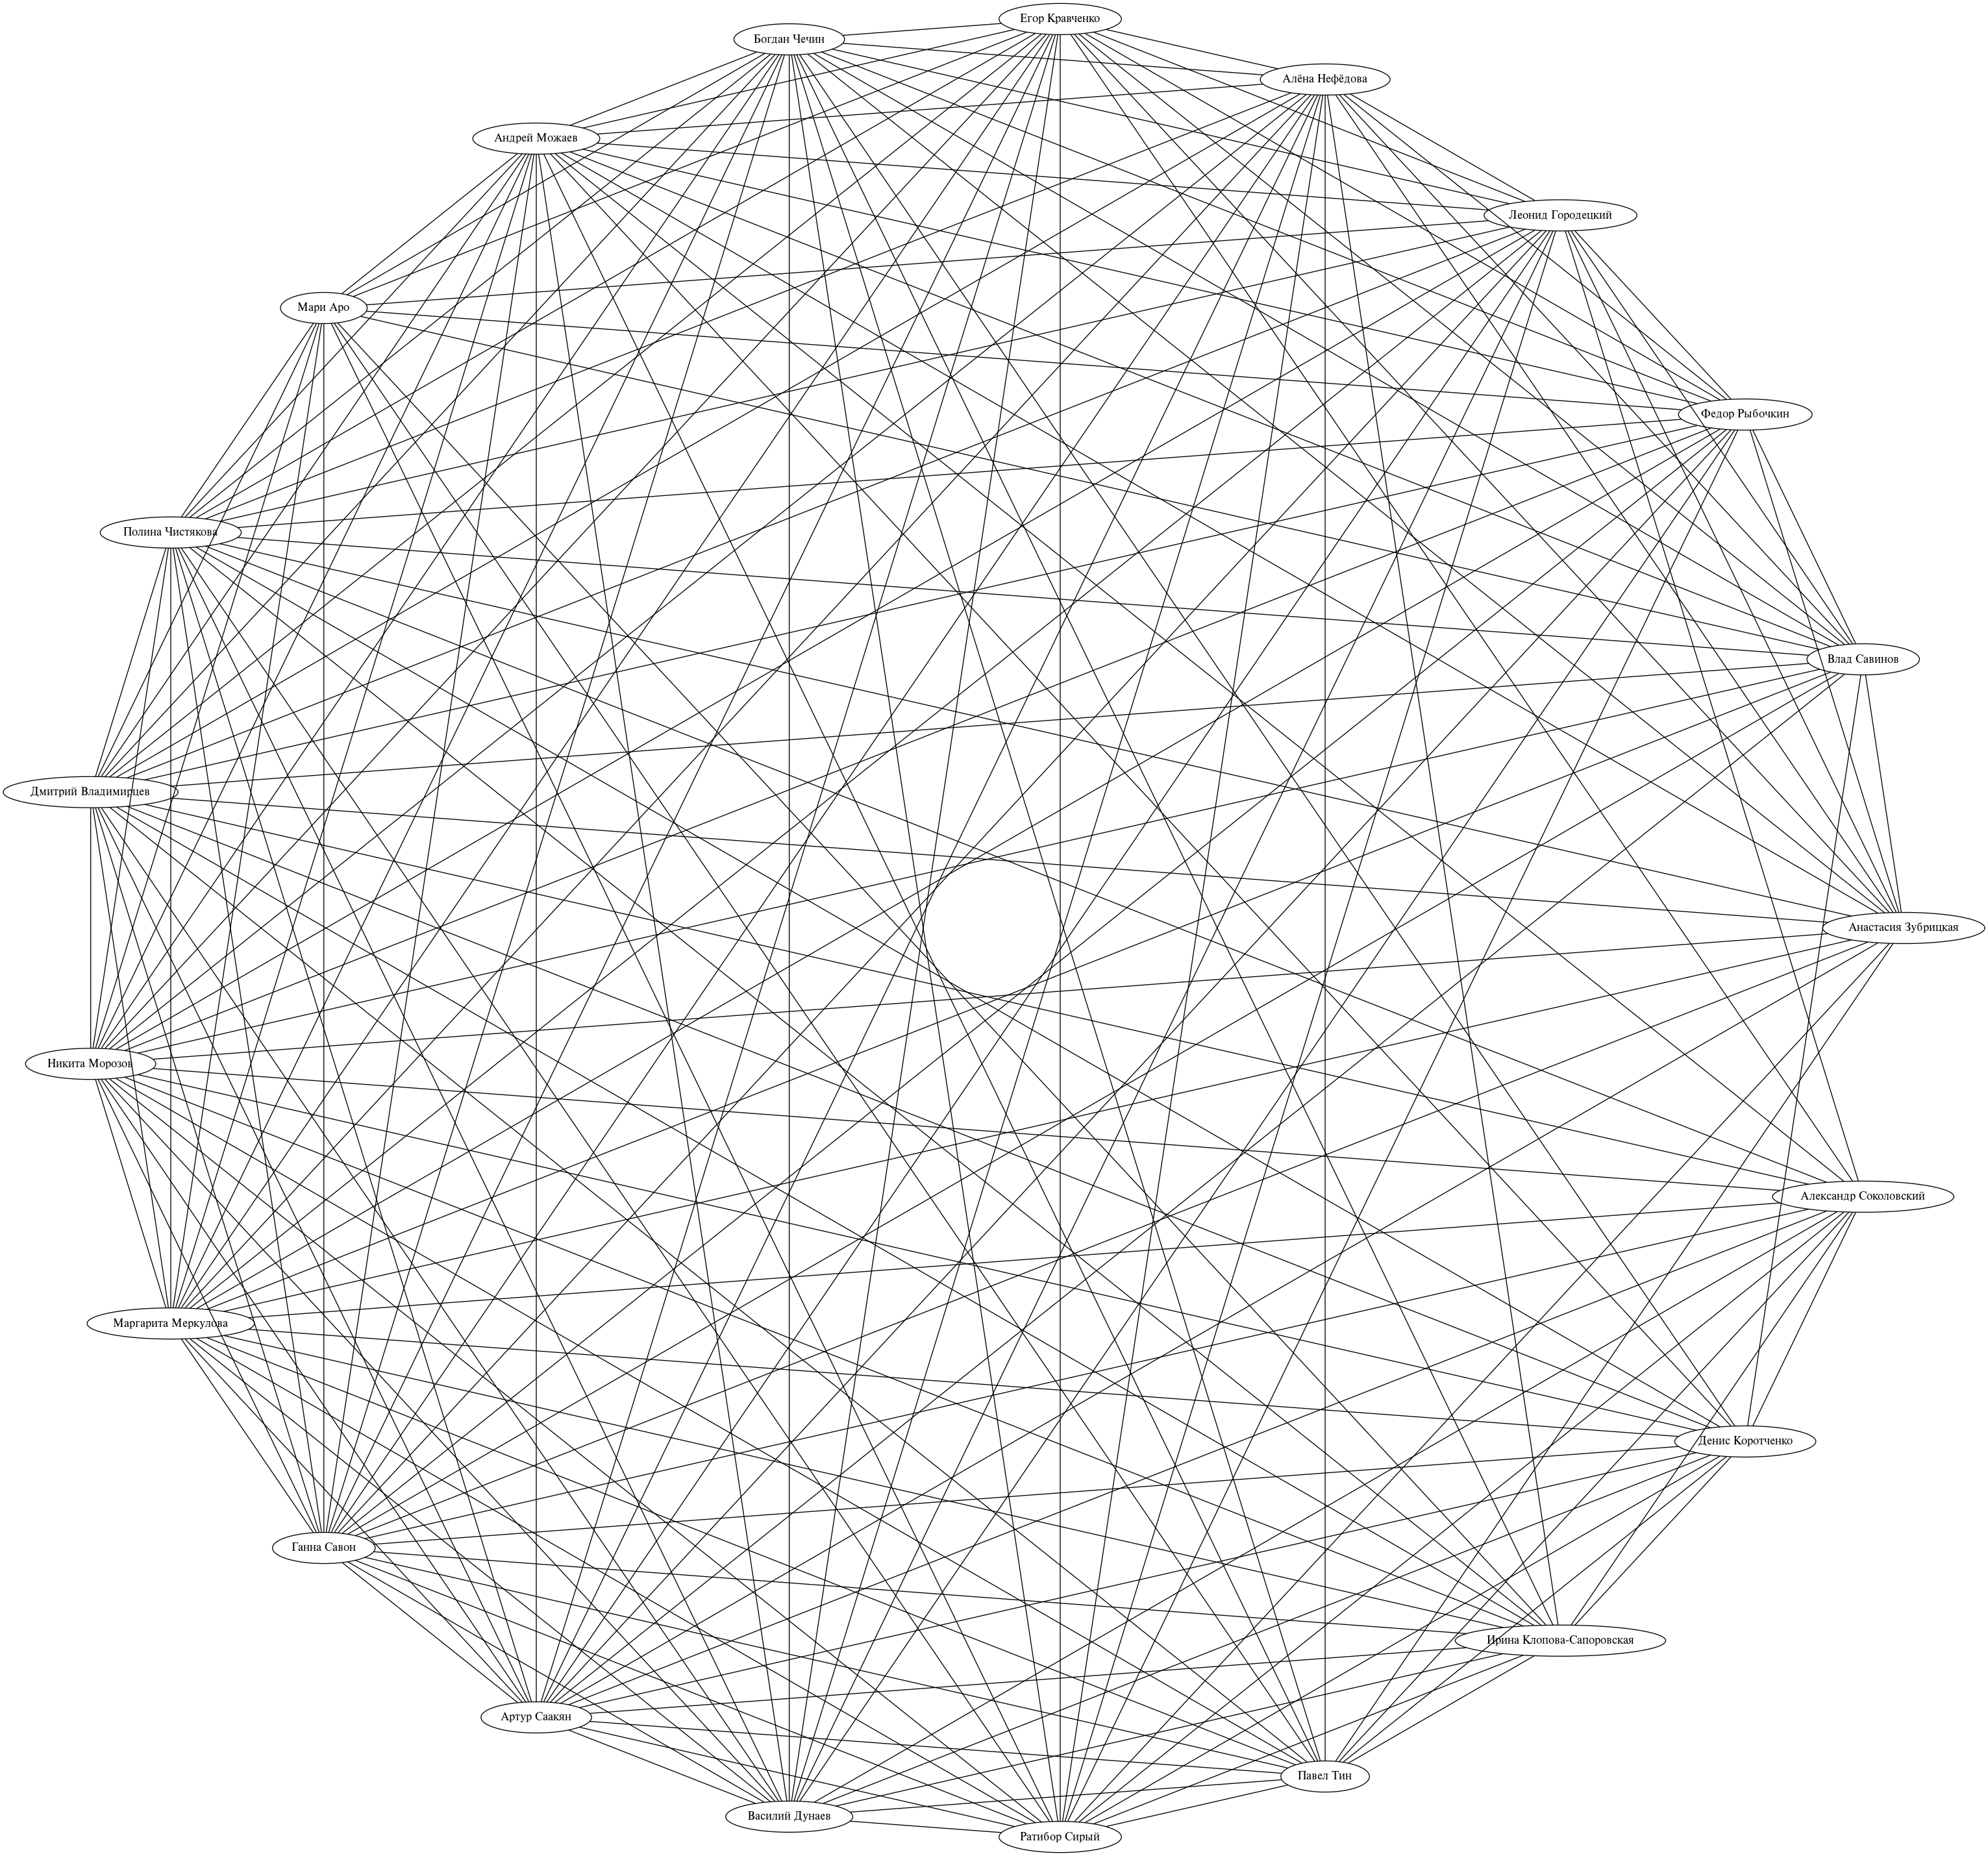 Егор Кравченко
Богдан Чечин
Алёна Нефёдова
Андрей Можаев
Леонид Городецкий
Мари Аро
Федор Рыбочкин
Полина Чистякова
Влад Савинов
Дмитрий Владимирцев
Анастасия Зубрицкая
Никита Морозов
Александр Соколовский
Маргарита Меркулова
Денис Коротченко
Ганна Савон
Ирина Клопова-Сапоровская
Артур Саакян
Павел Тин
Василий Дунаев
Ратибор Сирый